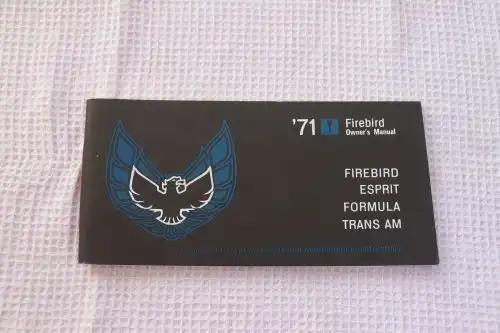 '71 Firebird
Owner's Manual
FIREBIRD
ESPRIT
FORMULA
TRANS AM